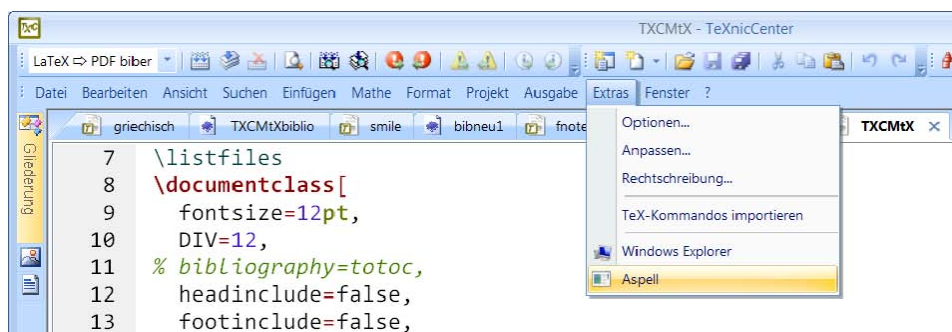 TXC
TXCMtX - TeXnicCenter
LaTeX ⇨ PDF biber
Datei Bearbeiten Ansicht Suchen Einfügen Mathe Format Projekt Ausgabe Extras Fenster ?
griechisch TXCMtXbiblio smile bibneu1 fnote TXCMtX
Gliederung
Optionen...
Anpassen...
Rechtschreibung...
TeX-Kommandos importieren
Windows Explorer
Aspell
7 \listfiles
8 \documentclass[
9 fontsize=12pt,
10 DIV=12,
11 % bibliography=totoc,
12 headinclude=false,
13 footinclude=false,